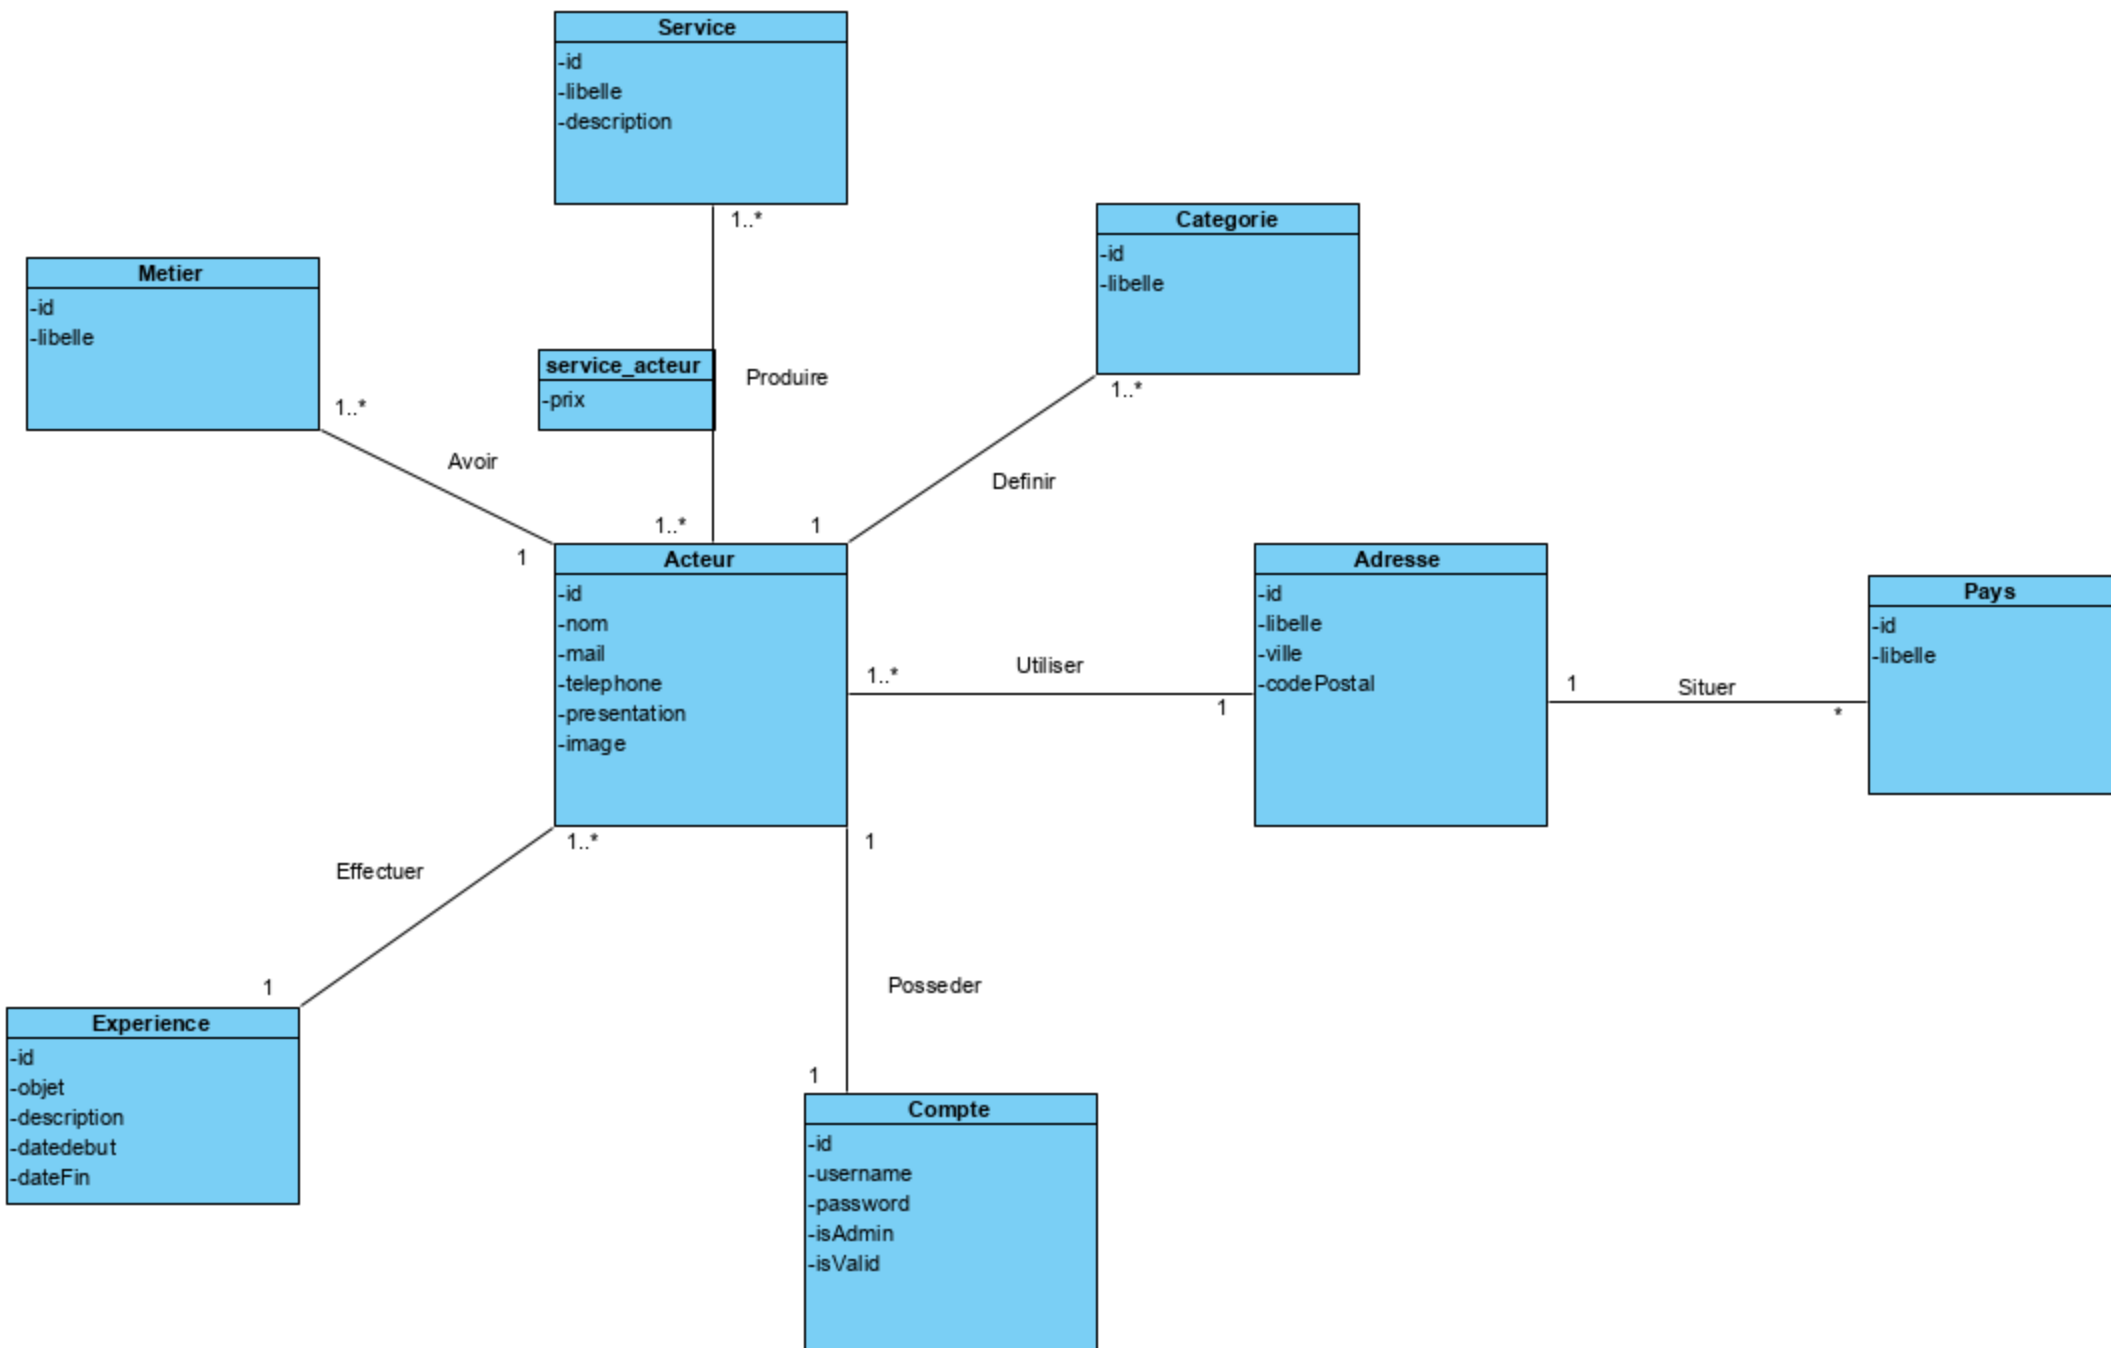 Service
-id
-libelle
-description
1..*
Categorie
-id
-libelle
1..*
Metier
-id
-libelle
1..*
service_acteur
-prix
Produire
Avoir
Definir
1..*
1
1
Acteur
-id
-nom
-mail
-telephone
-presentation
-image
Adresse
-id
-libelle
-ville
-codePostal
Pays
-id
-libelle
Utiliser
1..*
1
1
Situer
*
1..*
1
Effectuer
Posseder
1
1
Experience
-id
-objet
-description
-datedebut
-dateFin
Compte
-id
-username
-password
-isAdmin
-isValid